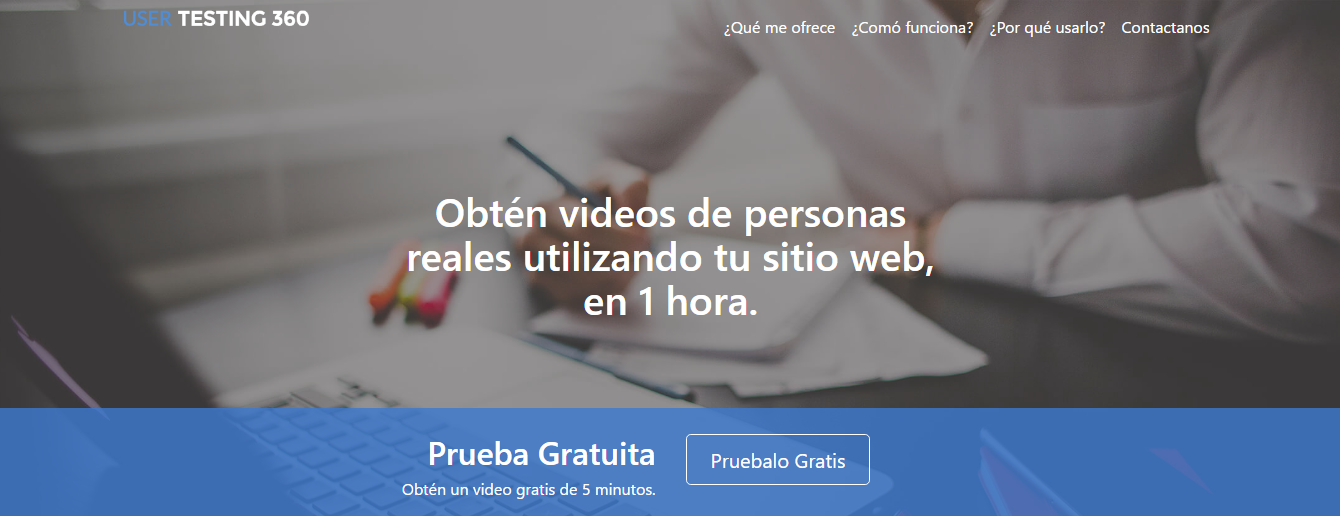 USER TESTING 360
¿Qué me ofrece ¿Comó funciona? ¿Por qué usarlo? Contactanos
Obtén videos de personas
reales utilizando tu sitio web,
en 1 hora.
Prueba Gratuita
Obtén un video gratis de 5 minutos.
Pruebalo Gratis